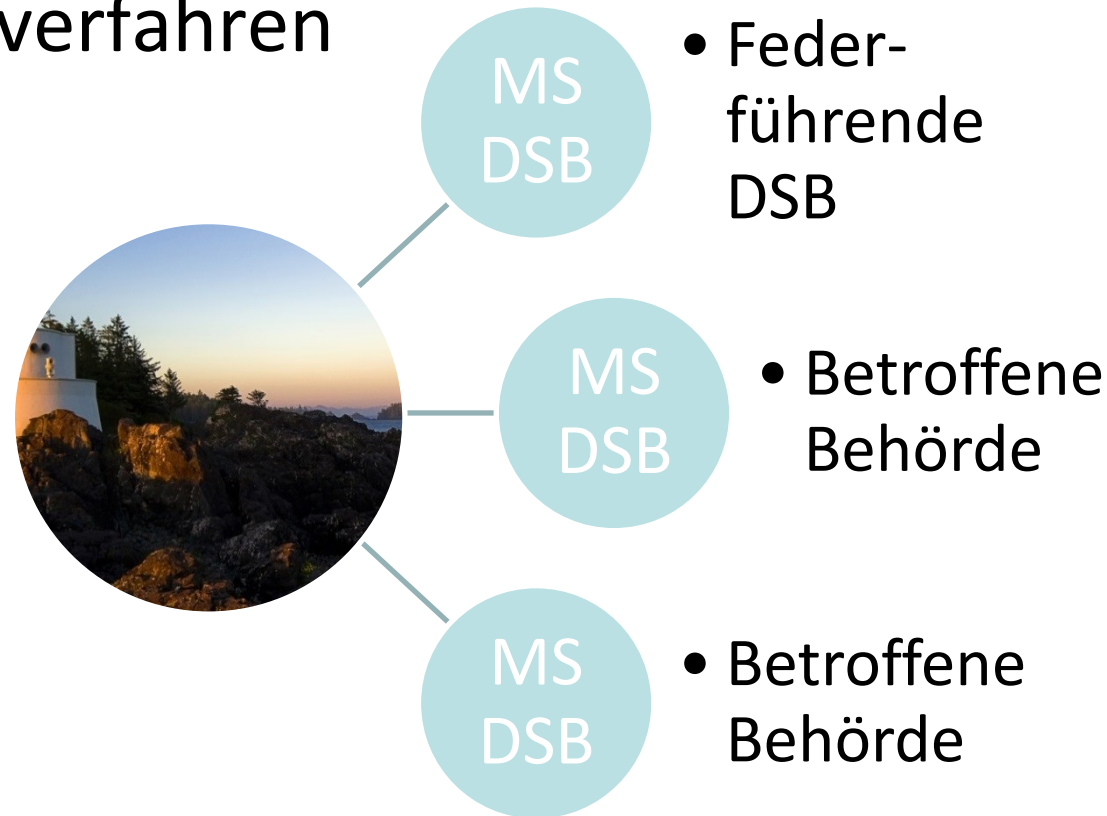 verfahren
MS
DSB
• Feder-
führende
DSB
MS
DSB
• Betroffene
Behörde
MS
DSB
• Betroffene
Behörde